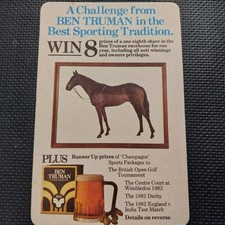 A Challenge from
BEN TRUMAN in the
Best Sporting Tradition.
WIN 8 prizes of a one eighth share in the
Ben Truman racehorse for one
year, including all nett winnings
and owners privileges.
PLUS Runner Up prizes of 'Champagne'
Sports Packages to
The British Open Golf
Tournament
The Centre Court at
Wimbledon 1982
The 1982 Derby
The 1982 England v
India Test Match
Details on reverse
BEN
TRUMAN